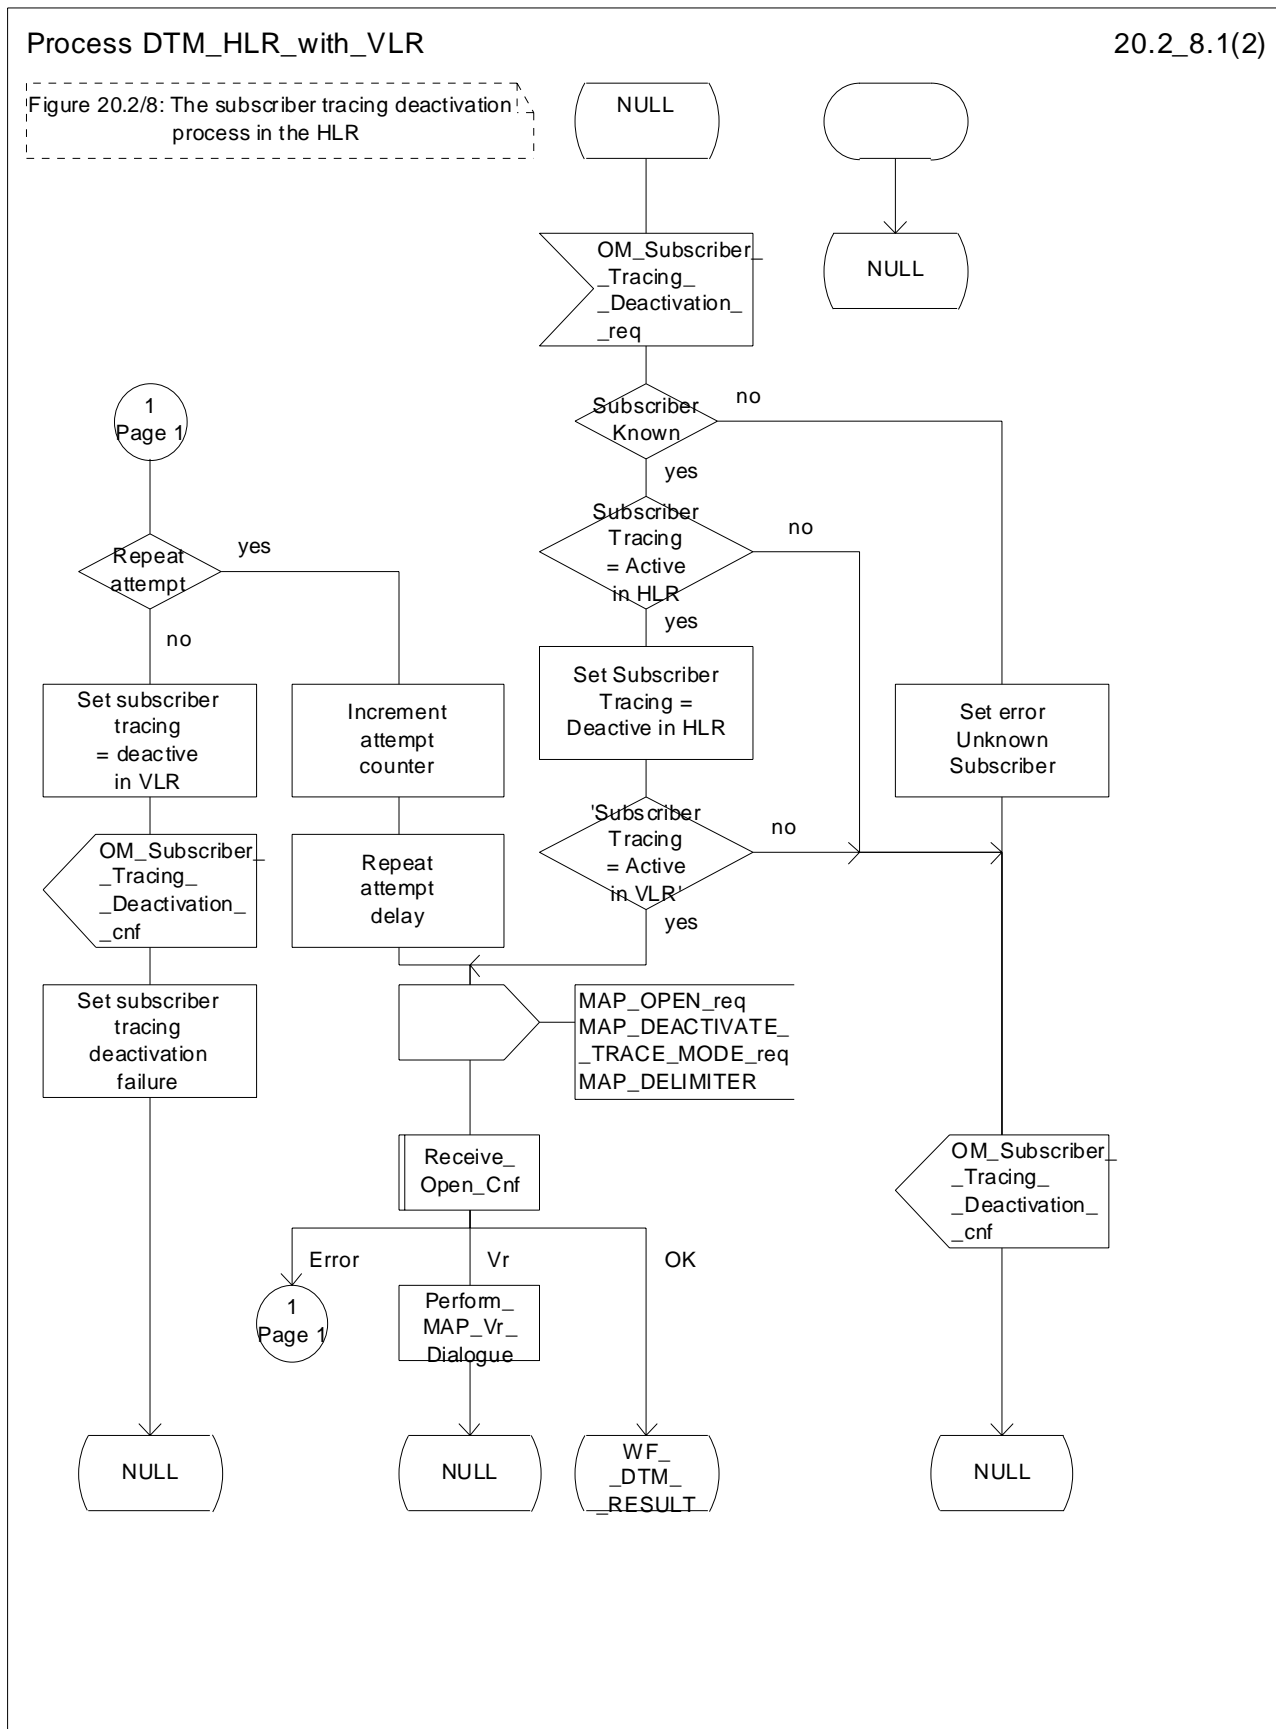 Process DTM_HLR_with_VLR
20.2_8.1(2)
Figure 20.2/8: The subscriber tracing deactivation
process in the HLR
NULL
NULL
OM_Subscriber_
_Tracing_
_Deactivation_
_req
Subscriber
Known
no
yes
1
Page 1
Subscriber
Tracing
= Active
in HLR
no
yes
Repeat
attempt
yes
no
Set subscriber
tracing
= deactive
in VLR
Increment
attempt
counter
Set Subscriber
Tracing =
Deactive in HLR
Set error
Unknown
Subscriber
'Subscriber
Tracing
= Active
in VLR'
no
yes
OM_Subscriber_
_Tracing_
_Deactivation_
_cnf
Repeat
attempt
delay
Set subscriber
tracing
deactivation
failure
MAP_OPEN_req
MAP_DEACTIVATE_
_TRACE_MODE_req
MAP_DELIMITER
Receive_
Open_Cnf
OM_Subscriber_
_Tracing_
_Deactivation_
_cnf
Error
Vr
OK
1
Page 1
Perform_
MAP_Vr_
Dialogue
NULL
NULL
WF_
_DTM_
_RESULT
NULL